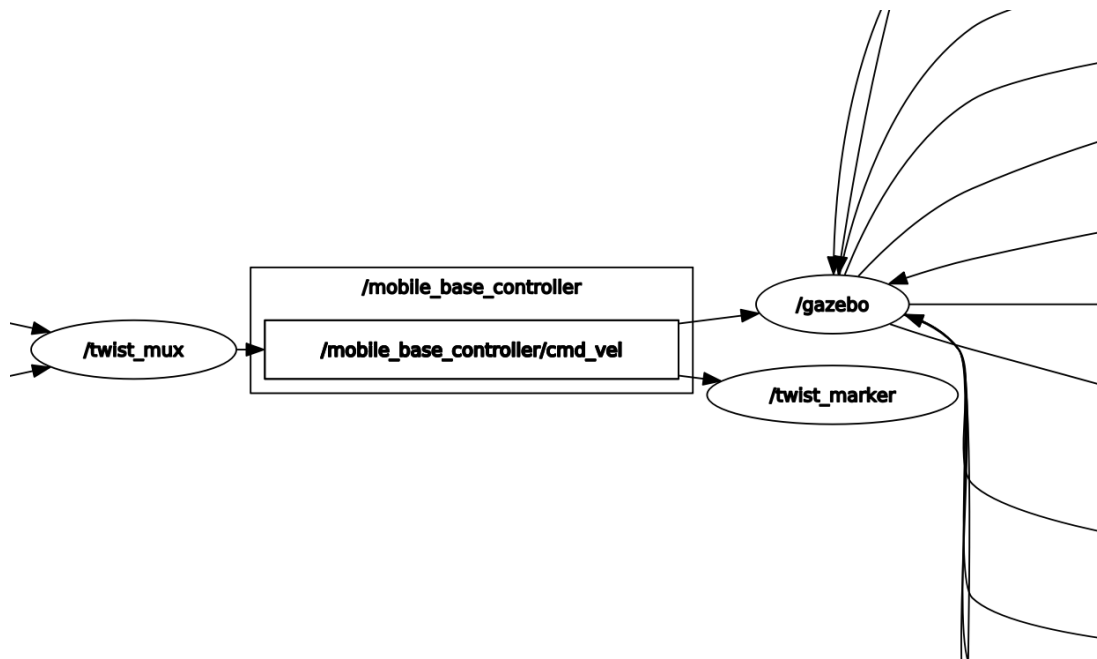 /mobile_base_controller
/gazebo
/twist_mux
/mobile_base_controller/cmd_vel
/twist_marker